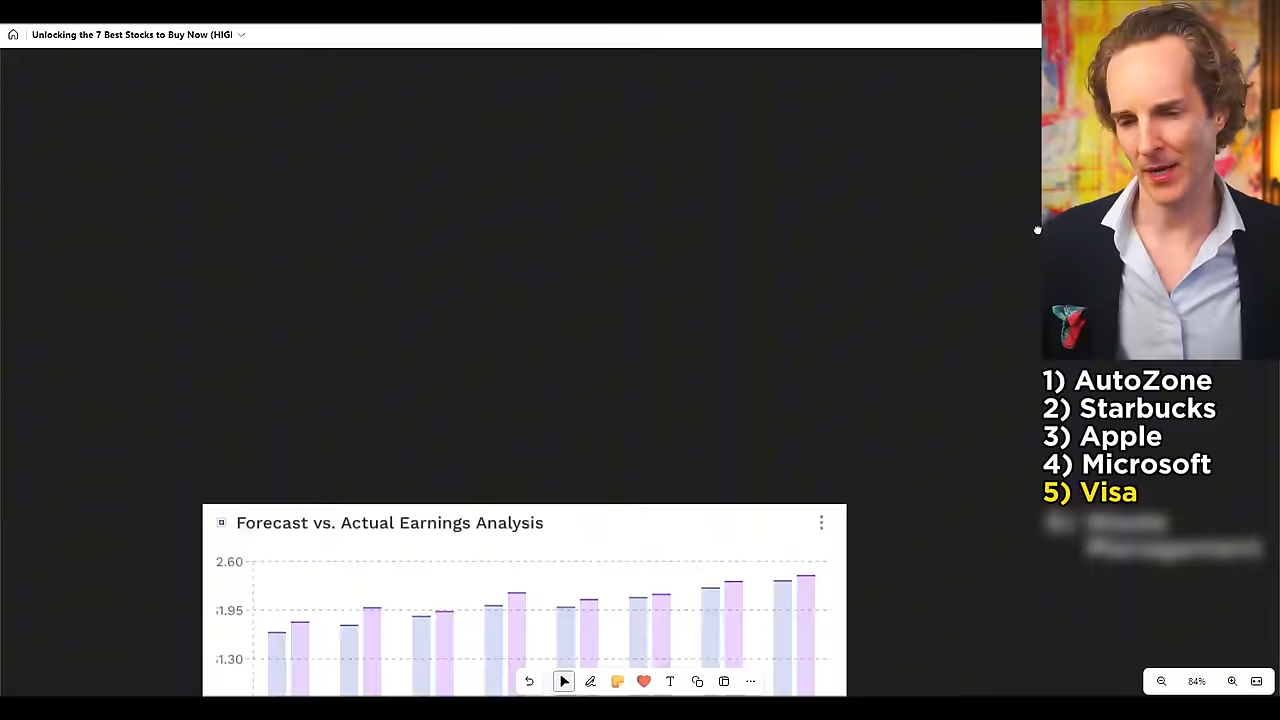 Unlocking the 7 Best Stocks to Buy Now (HIGI
1) AutoZone
2) Starbucks
3) Apple
4) Microsoft
5) Visa
Forecast vs. Actual Earnings Analysis
2.60
1.95
1.30
T
84%